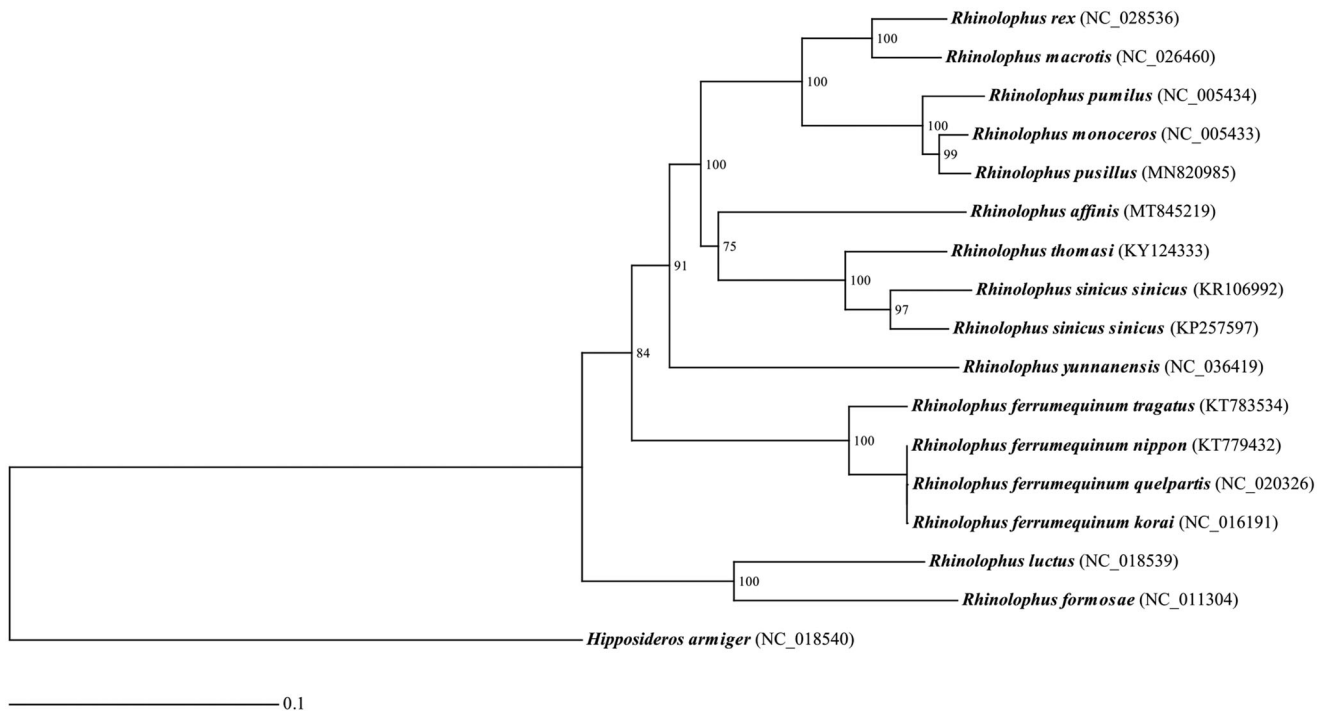 Rhinolophus rex (NC_028536)
100
Rhinolophus macrotis (NC_026460)
100
Rhinolophus pumilus (NC_005434)
100
Rhinolophus monoceros (NC_005433)
99
100
Rhinolophus pusillus (MN820985)
Rhinolophus affinis (MT845219)
75
Rhinolophus thomasi (KY124333)
91
100
Rhinolophus sinicus sinicus (KR106992)
97
Rhinolophus sinicus sinicus (KP257597)
84
Rhinolophus yunnanensis (NC_036419)
Rhinolophus ferrumequinum tragatus (KT783534)
100
Rhinolophus ferrumequinum nippon (KT779432)
Rhinolophus ferrumequinum quelpartis (NC_020326)
Rhinolophus ferrumequinum korai (NC_016191)
Rhinolophus luctus (NC_018539)
100
Rhinolophus formosae (NC_011304)
Hipposideros armiger (NC_018540)
0.1